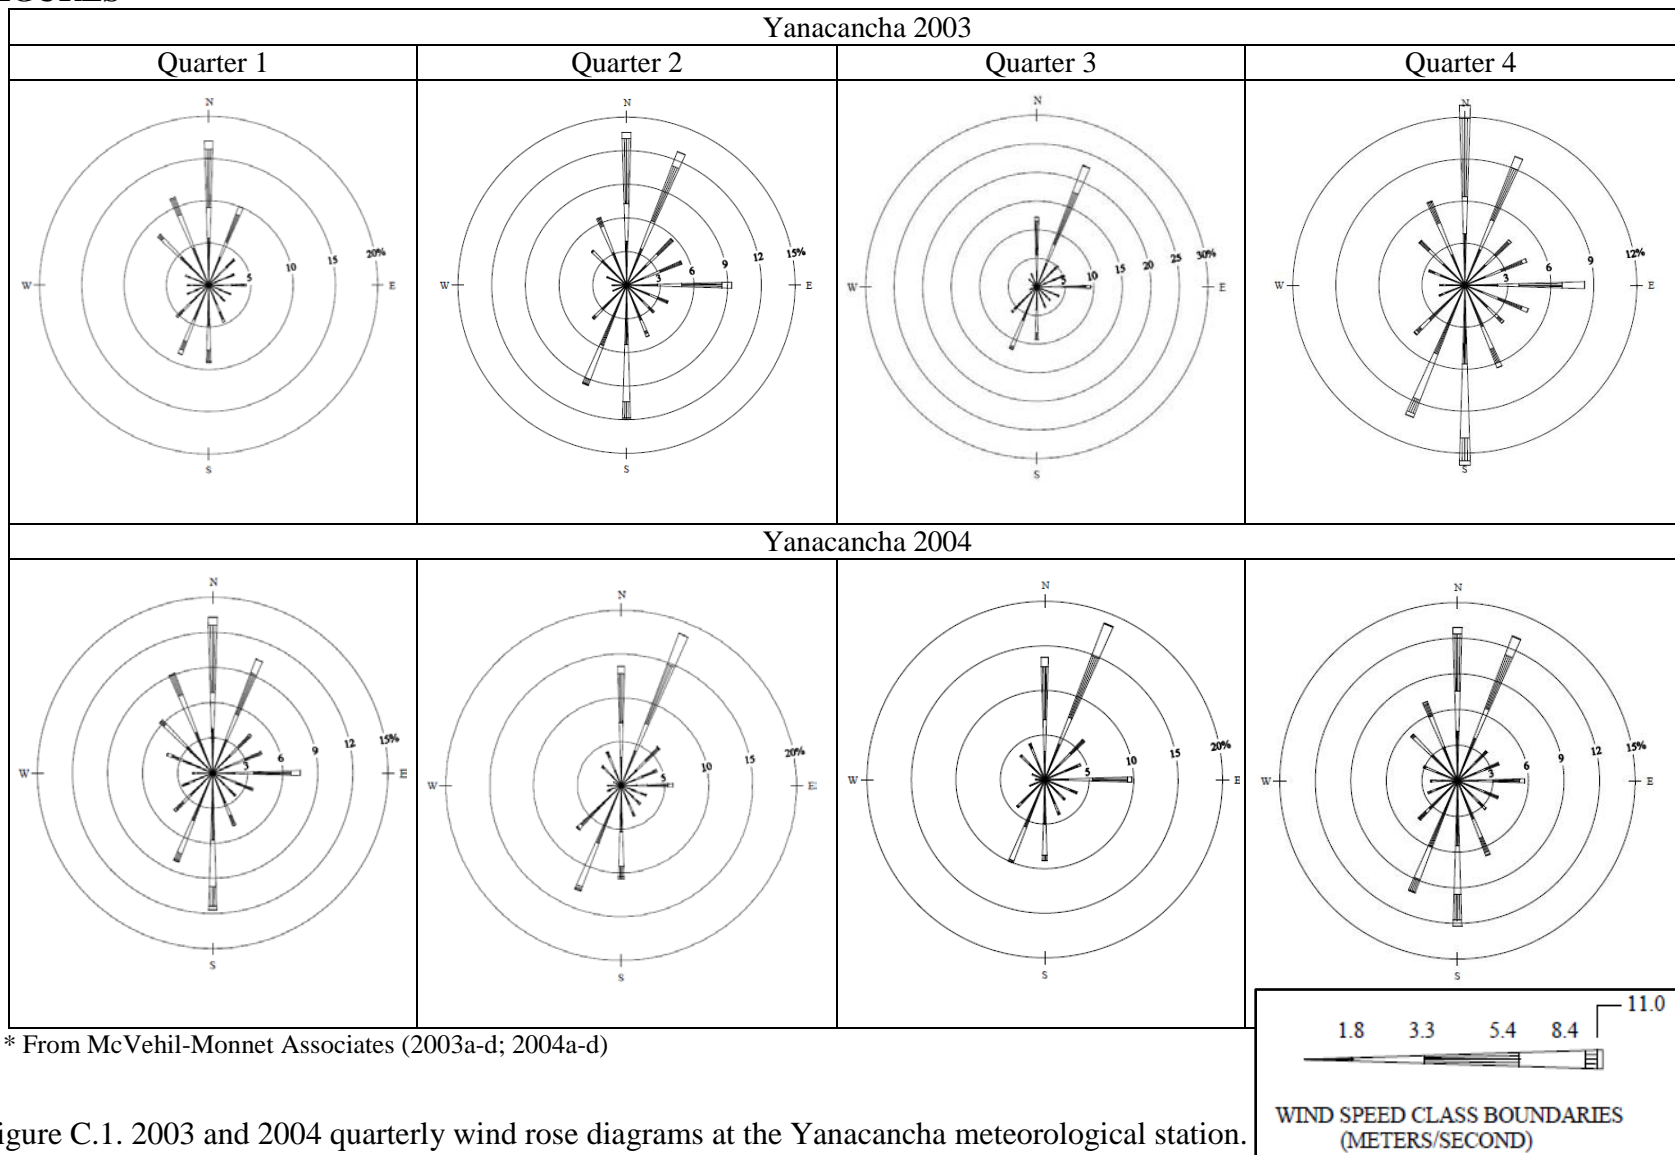 IGURES
Yanacancha 2003
Quarter 1 Quarter 2 Quarter 3 Quarter 4
N
20%
15
10
5
W E
S
N
15%
12
9
6
3
W E
S
N
30%
25
20
15
10
5
W E
S
N
12%
9
6
3
W E
S
Yanacancha 2004
N
15%
12
9
6
3
W E
S
N
20%
15
10
5
W E
S
N
20%
15
10
5
W E
S
N
15%
12
9
6
3
W E
S
* From McVehil-Monnet Associates (2003a-d; 2004a-d)
11.0
1.8 3.3 5.4 8.4
WIND SPEED CLASS BOUNDARIES
(METERS/SECOND)
igure C.1. 2003 and 2004 quarterly wind rose diagrams at the Yanacancha meteorological station.